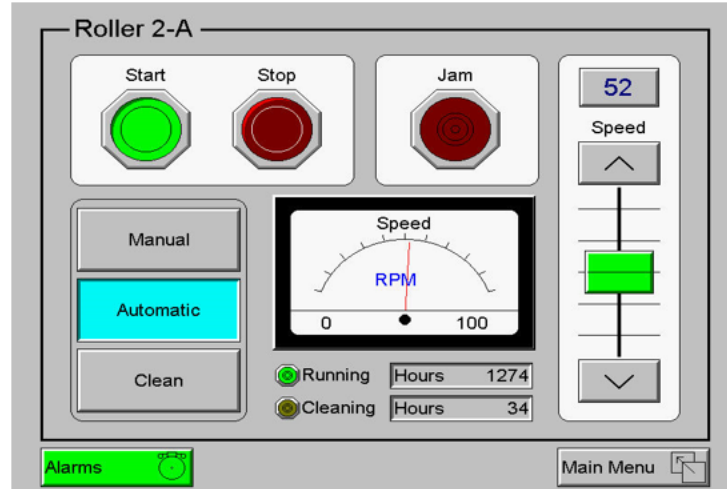 Roller 2-A
Start
Stop
Jam
52
Speed
Manual
Automatic
Clean
Speed
RPM
0
100
Running
Hours 1274
Cleaning
Hours 34
Alarms
Main Menu